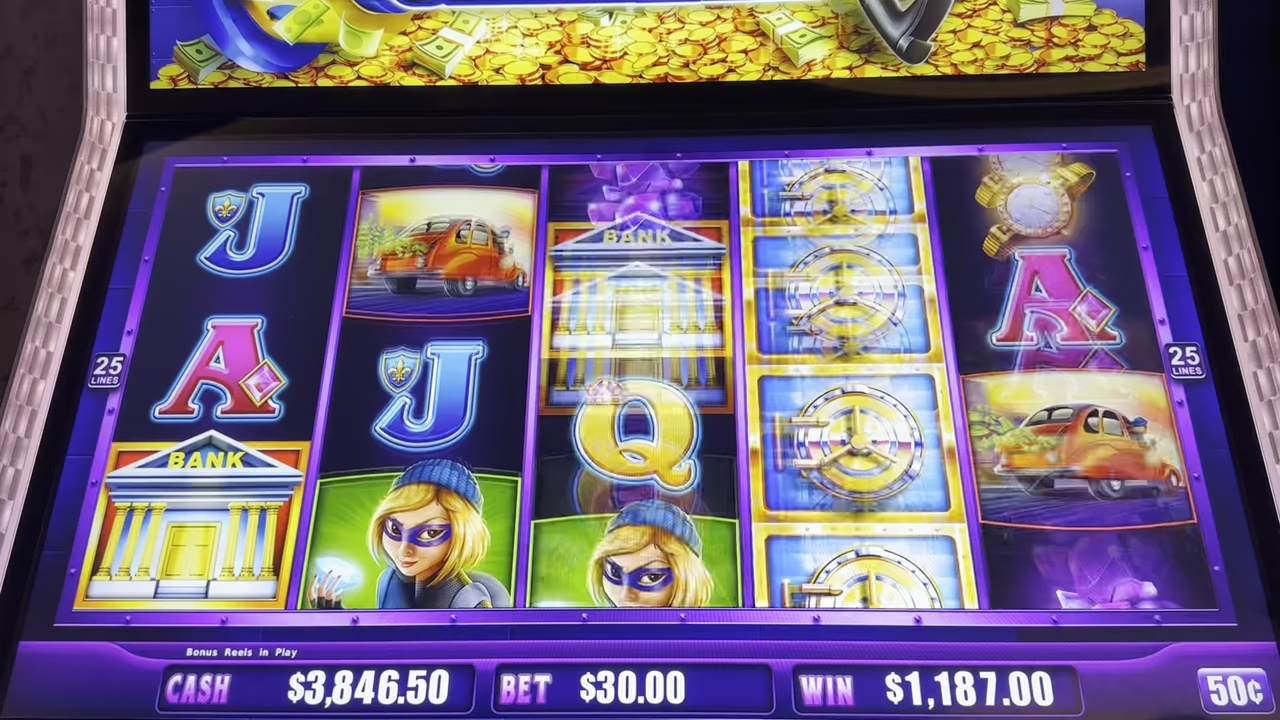 J
A
BANK
J
BANK
Q
A
25
LINES
25
LINES
Bonus Reels in Play
CASH $3,846.50 BET $30.00 WIN $1,187.00 50¢